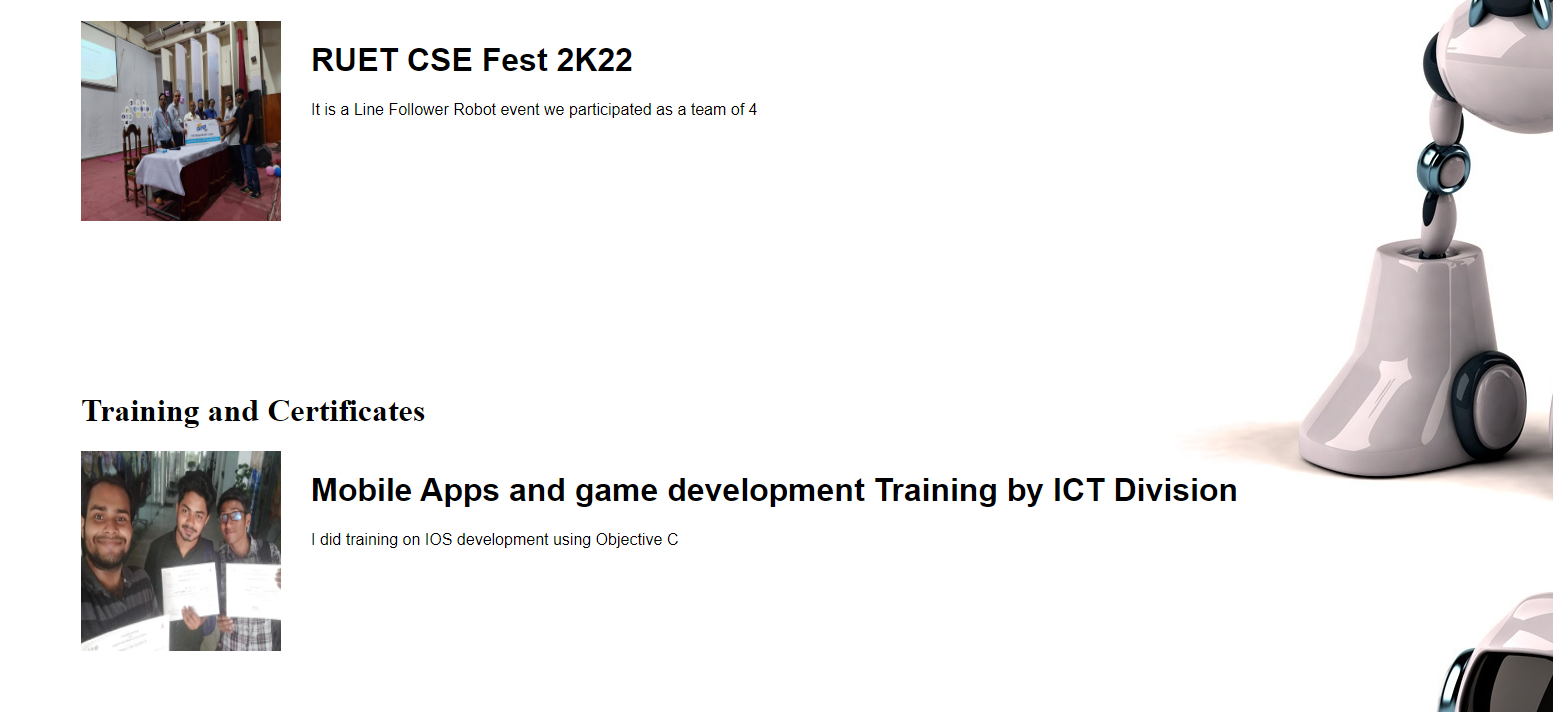 RUET CSE Fest 2K22
It is a Line Follower Robot event we participated as a team of 4
Training and Certificates
Mobile Apps and game development Training by ICT Division
I did training on IOS development using Objective C